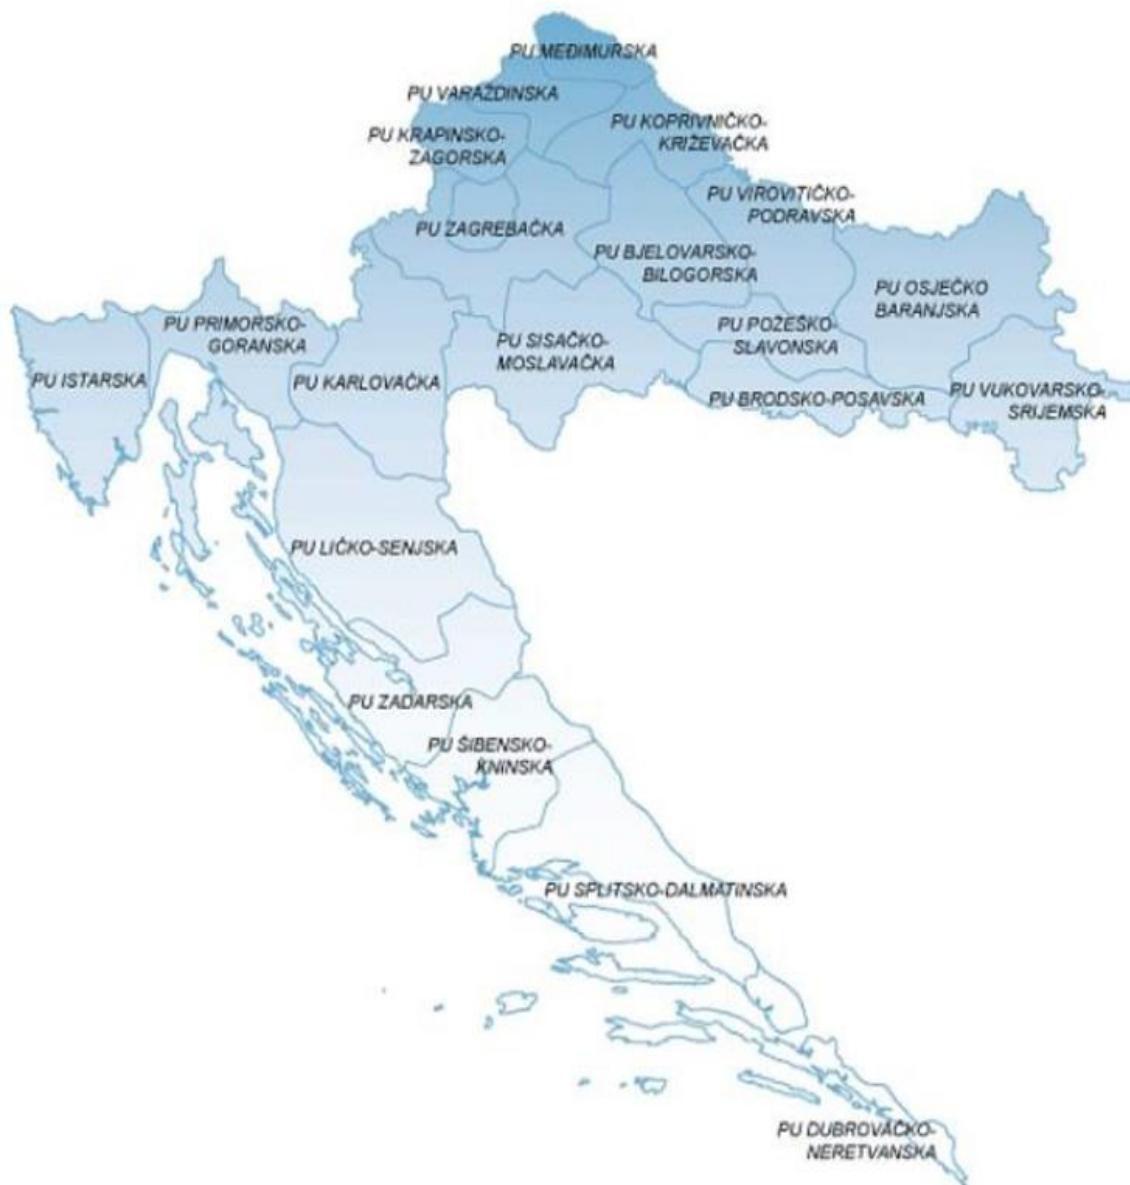 PU MEĐIMURSKA
PU VARAŽDINSKA
PU KOPRIVNIČKO-
KRIŽEVAČKA
PU KRAPINSKO-
ZAGORSKA
PU VIROVITIČKO-
PODRAVSKA
PU ZAGREBAČKA
PU BJELOVARSKO-
BILOGORSKA
PU OSJEČKO
BARANJSKA
PU PRIMORSKO-
GORANSKA
PU SISAČKO-
MOSLAVAČKA
PU POŽEŠKO-
SLAVONSKA
PU ISTARSKA
PU KARLOVAČKA
PU BRODSKO-POSAVSKA
PU VUKOVARSKO-
SRIJEMSKA
PU LIČKO-SENJSKA
PU ZADARSKA
PU ŠIBENSKO-
KNINSKA
PU SPLITSKO-DALMATINSKA
PU DUBROVAČKO-
NERETVANSKA